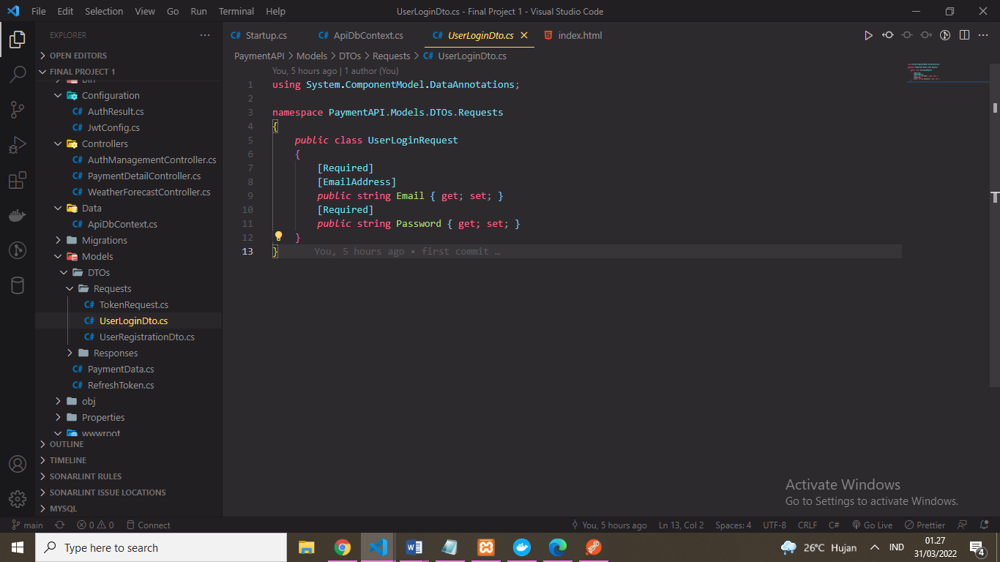 File Edit Selection View Go Run Terminal Help
UserLoginDto.cs - Final Project 1 - Visual Studio Code
EXPLORER
OPEN EDITORS
FINAL PROJECT 1
bin
Configuration
C# AuthResult.cs
C# JwtConfig.cs
Controllers
C# AuthManagementController.cs
C# PaymentDetailController.cs
C# WeatherForecastController.cs
Data
C# ApiDbContext.cs
Migrations
Models
DTOs
Requests
C# TokenRequest.cs
C# UserLoginDto.cs
C# UserRegistrationDto.cs
Responses
C# PaymentData.cs
C# RefreshToken.cs
obj
Properties
wwwroot
OUTLINE
TIMELINE
SONARLINT RULES
SONARLINT ISSUE LOCATIONS
MYSQL
C# Startup.cs C# ApiDbContext.cs C# UserLoginDto.cs index.html
PaymentAPI > Models > DTOs > Requests > C# UserLoginDto.cs
You, 5 hours ago | 1 author (You)
1 using System.ComponentModel.DataAnnotations;
2
3 namespace PaymentAPI.Models.DTOs.Requests
4 {
5 public class UserLoginRequest
6 {
7 [Required]
8 [EmailAddress]
9 public string Email { get; set; }
10 [Required]
11 public string Password { get; set; }
12 }
13 } You, 5 hours ago • first commit …
Activate Windows
Go to Settings to activate Windows.
main 0 0 Connect You, 5 hours ago Ln 13, Col 2 Spaces: 4 UTF-8 CRLF C# Go Live Prettier
Type here to search
26°C Hujan IND 01.27
31/03/2022
4